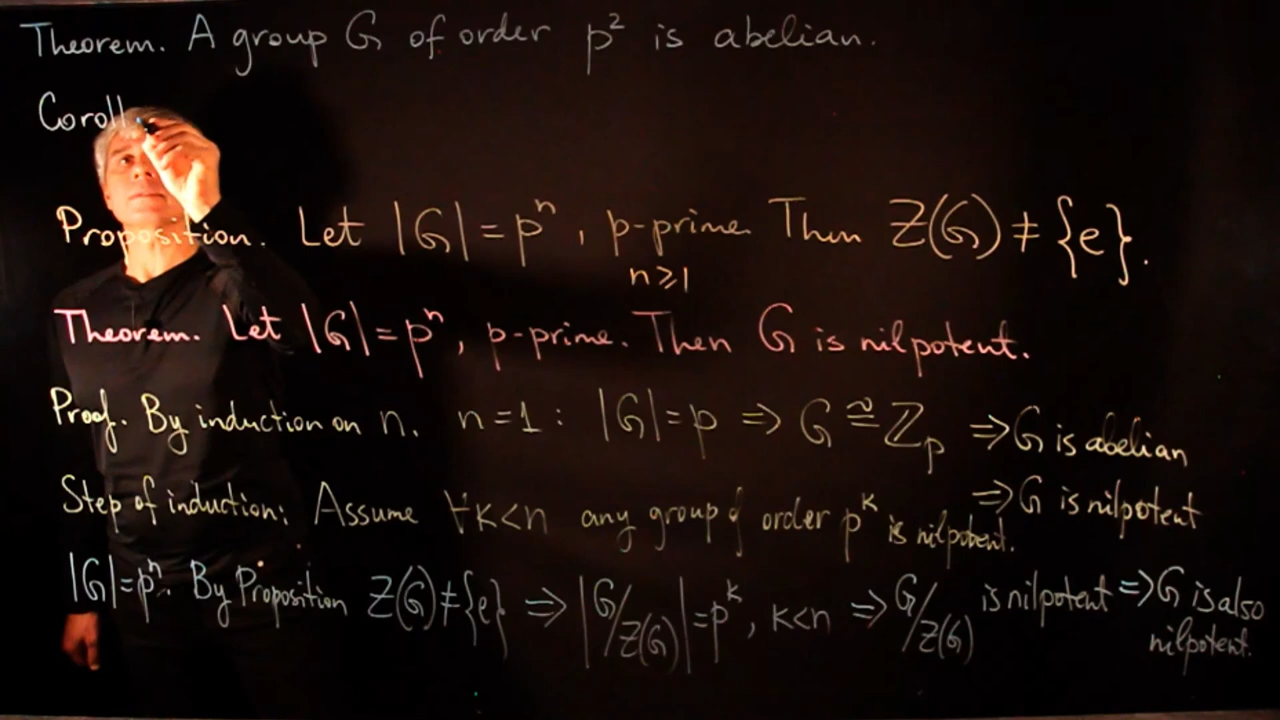 Theorem. A group G of order p² is abelian.
Coroll.
Proposition. Let |G| = pⁿ, p-prime. Then Z(G) ≠ {e}.
n ⩾ 1
Theorem. Let |G| = pⁿ, p-prime. Then G is nilpotent.
Proof. By induction on n. n = 1 : |G| = p ⇒ G ≅ Zₚ ⇒ G is abelian
⇒ G is nilpotent
Step of induction: Assume ∀k<n any group of order pᵏ is nilpotent.
|G| = pⁿ. By Proposition Z(G) ≠ {e} ⇒ |G/Z(G)| = pᵏ, k<n ⇒ G/Z(G) is nilpotent ⇒ G is also
nilpotent.